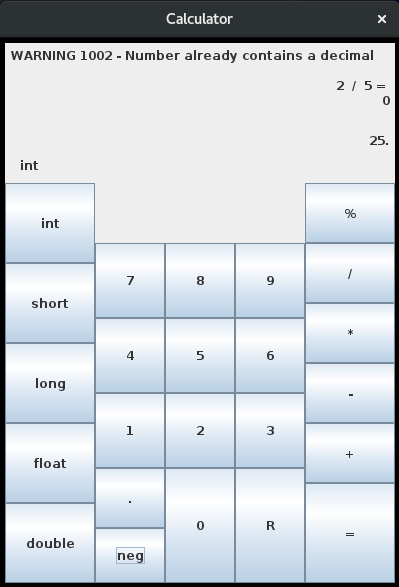 Calculator ×
WARNING 1002 - Number already contains a decimal
2 / 5 =
0
25.
int
int
%
short
7 8 9
/
*
long
4 5 6
-
float
1 2 3
+
.
double
neg
0 R
=